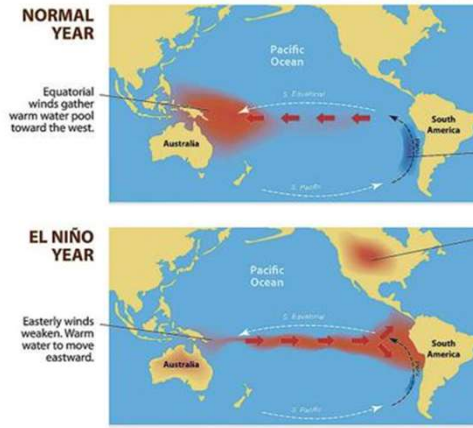 NORMAL
YEAR
Pacific
Ocean
Equatorial
winds gather
warm water pool
toward the west.
S. Equatorial
Australia
South
America
S. Pacific
EL NIÑO
YEAR
Pacific
Ocean
Easterly winds
weaken. Warm
water to move
eastward.
S. Equatorial
Australia
South
America
S. Pacific